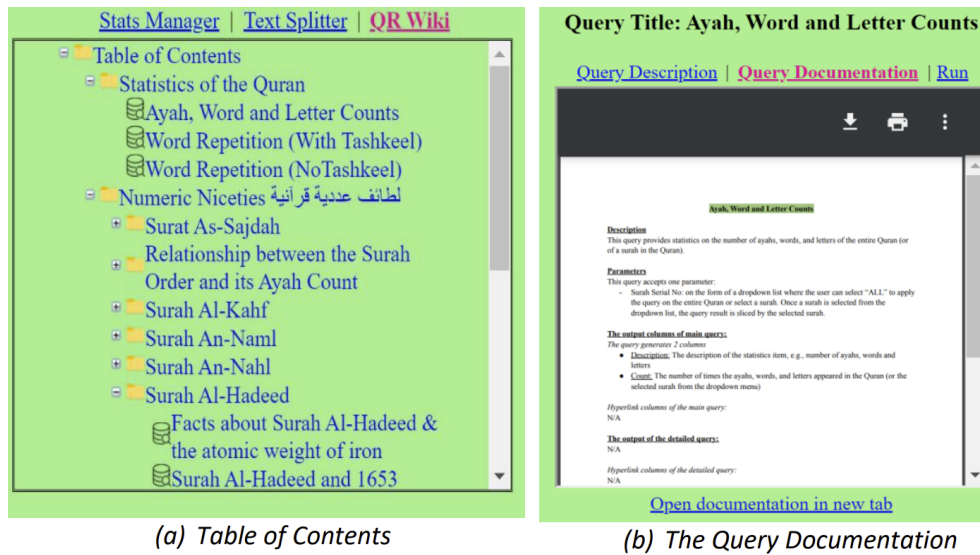 Stats Manager | Text Splitter | QR Wiki
Table of Contents
Statistics of the Quran
Ayah, Word and Letter Counts
Word Repetition (With Tashkeel)
Word Repetition (NoTashkeel)
Numeric Niceties لطائف عددية قرآنية
Surat As-Sajdah
Relationship between the Surah
Order and its Ayah Count
Surah Al-Kahf
Surah An-Naml
Surah An-Nahl
Surah Al-Hadeed
Facts about Surah Al-Hadeed &
the atomic weight of iron
Surah Al-Hadeed and 1653
(a) Table of Contents
Query Title: Ayah, Word and Letter Counts
Query Description | Query Documentation | Run
Ayah, Word and Letter Counts
Description
This query provides statistics on the number of ayahs, words, and letters of the entire Quran (or
of a surah in the Quran).
Parameters
This query accepts one parameter:
- Surah Serial No: on the form of a dropdown list where the user can select “ALL” to apply
the query on the entire Quran or select a surah. Once a surah is selected from the
dropdown list, the query result is sliced by the selected surah.
The output columns of main query:
The query generates 2 columns
● Description: The description of the statistics item, e.g., number of ayahs, words and
letters
● Count: The number of times the ayahs, words, and letters appeared in the Quran (or the
selected surah from the dropdown menu)
Hyperlink columns of the main query:
N/A
The output of the detailed query:
N/A
Hyperlink columns of the detailed query:
N/A
Open documentation in new tab
(b) The Query Documentation